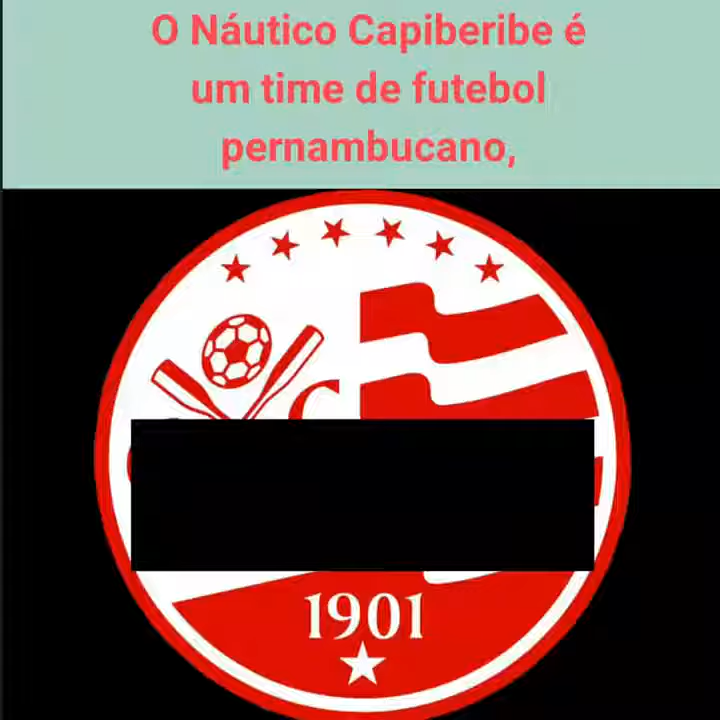 O Náutico Capiberibe é
um time de futebol
pernambucano,
C
1901